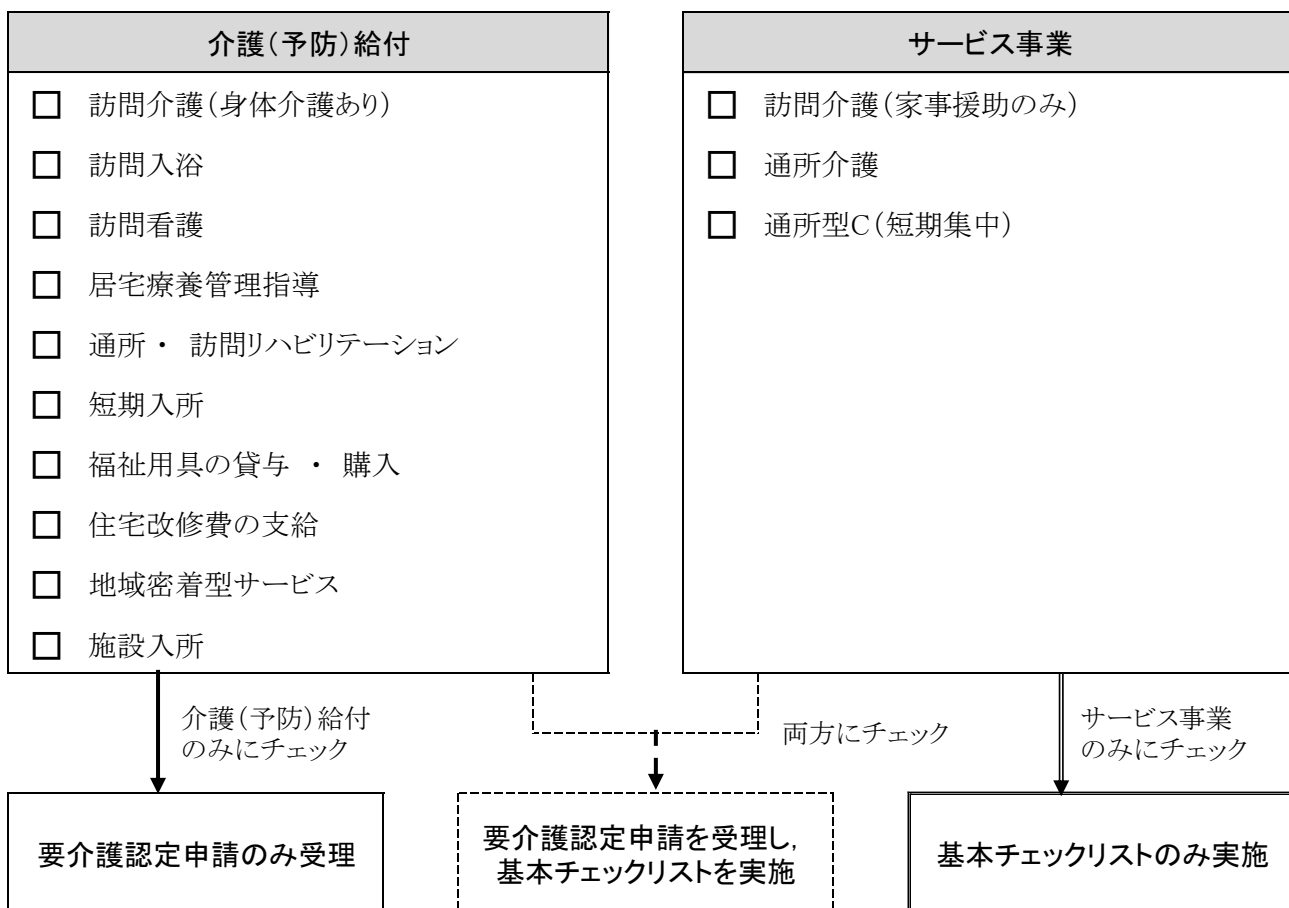 介護（予防）給付
訪問介護（身体介護あり）
訪問入浴
訪問看護
居宅療養管理指導
通所 ・ 訪問リハビリテーション
短期入所
福祉用具の貸与 ・ 購入
住宅改修費の支給
地域密着型サービス
施設入所
サービス事業
訪問介護（家事援助のみ）
通所介護
通所型C（短期集中）
介護（予防）給付
のみにチェック
両方にチェック
サービス事業
のみにチェック
要介護認定申請のみ受理
要介護認定申請を受理し，
基本チェックリストを実施
基本チェックリストのみ実施